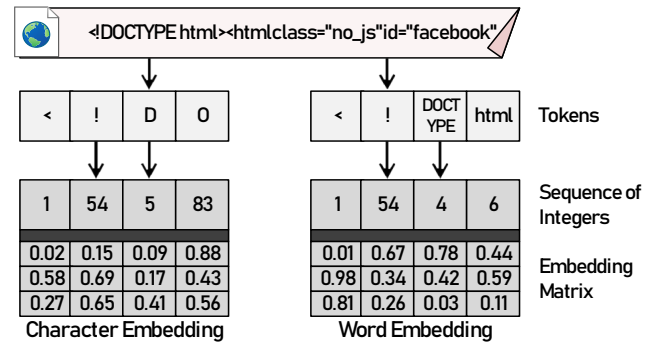 <!DOCTYPE html><htmlclass="no_js"id="facebook"
< ! D O
< ! DOCT YPE html
Tokens
1 54 5 83
1 54 4 6
Sequence of
Integers
0.02 0.15 0.09 0.88
0.58 0.69 0.17 0.43
0.27 0.65 0.41 0.56
0.01 0.67 0.78 0.44
0.98 0.34 0.42 0.59
0.81 0.26 0.03 0.11
Embedding
Matrix
Character Embedding
Word Embedding